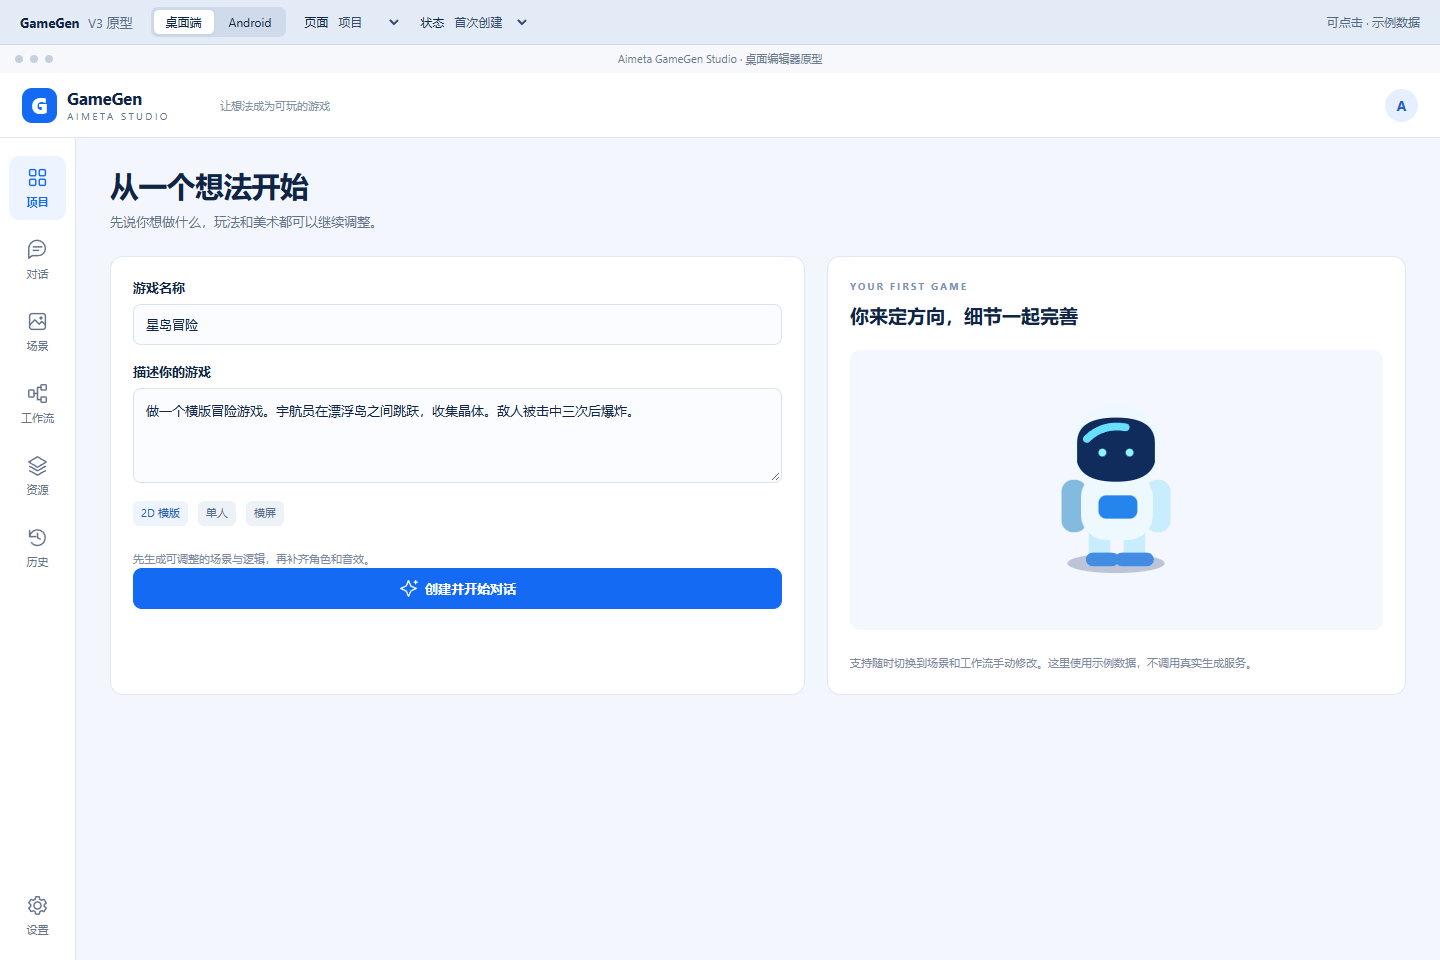 GameGen V3 原型 桌面端 Android 页面 项目 状态 首次创建 可点击 · 示例数据
Aimeta GameGen Studio · 桌面编辑器原型
G GameGen
AIMETA STUDIO
让想法成为可玩的游戏
A
项目
对话
场景
工作流
资源
历史
设置
从一个想法开始
先说你想做什么，玩法和美术都可以继续调整。
游戏名称
星岛冒险
描述你的游戏
做一个横版冒险游戏。宇航员在漂浮岛之间跳跃，收集晶体。敌人被击中三次后爆炸。
2D 横版 单人 横屏
先生成可调整的场景与逻辑，再补齐角色和音效。
创建并开始对话
YOUR FIRST GAME
你来定方向，细节一起完善
支持随时切换到场景和工作流手动修改。这里使用示例数据，不调用真实生成服务。